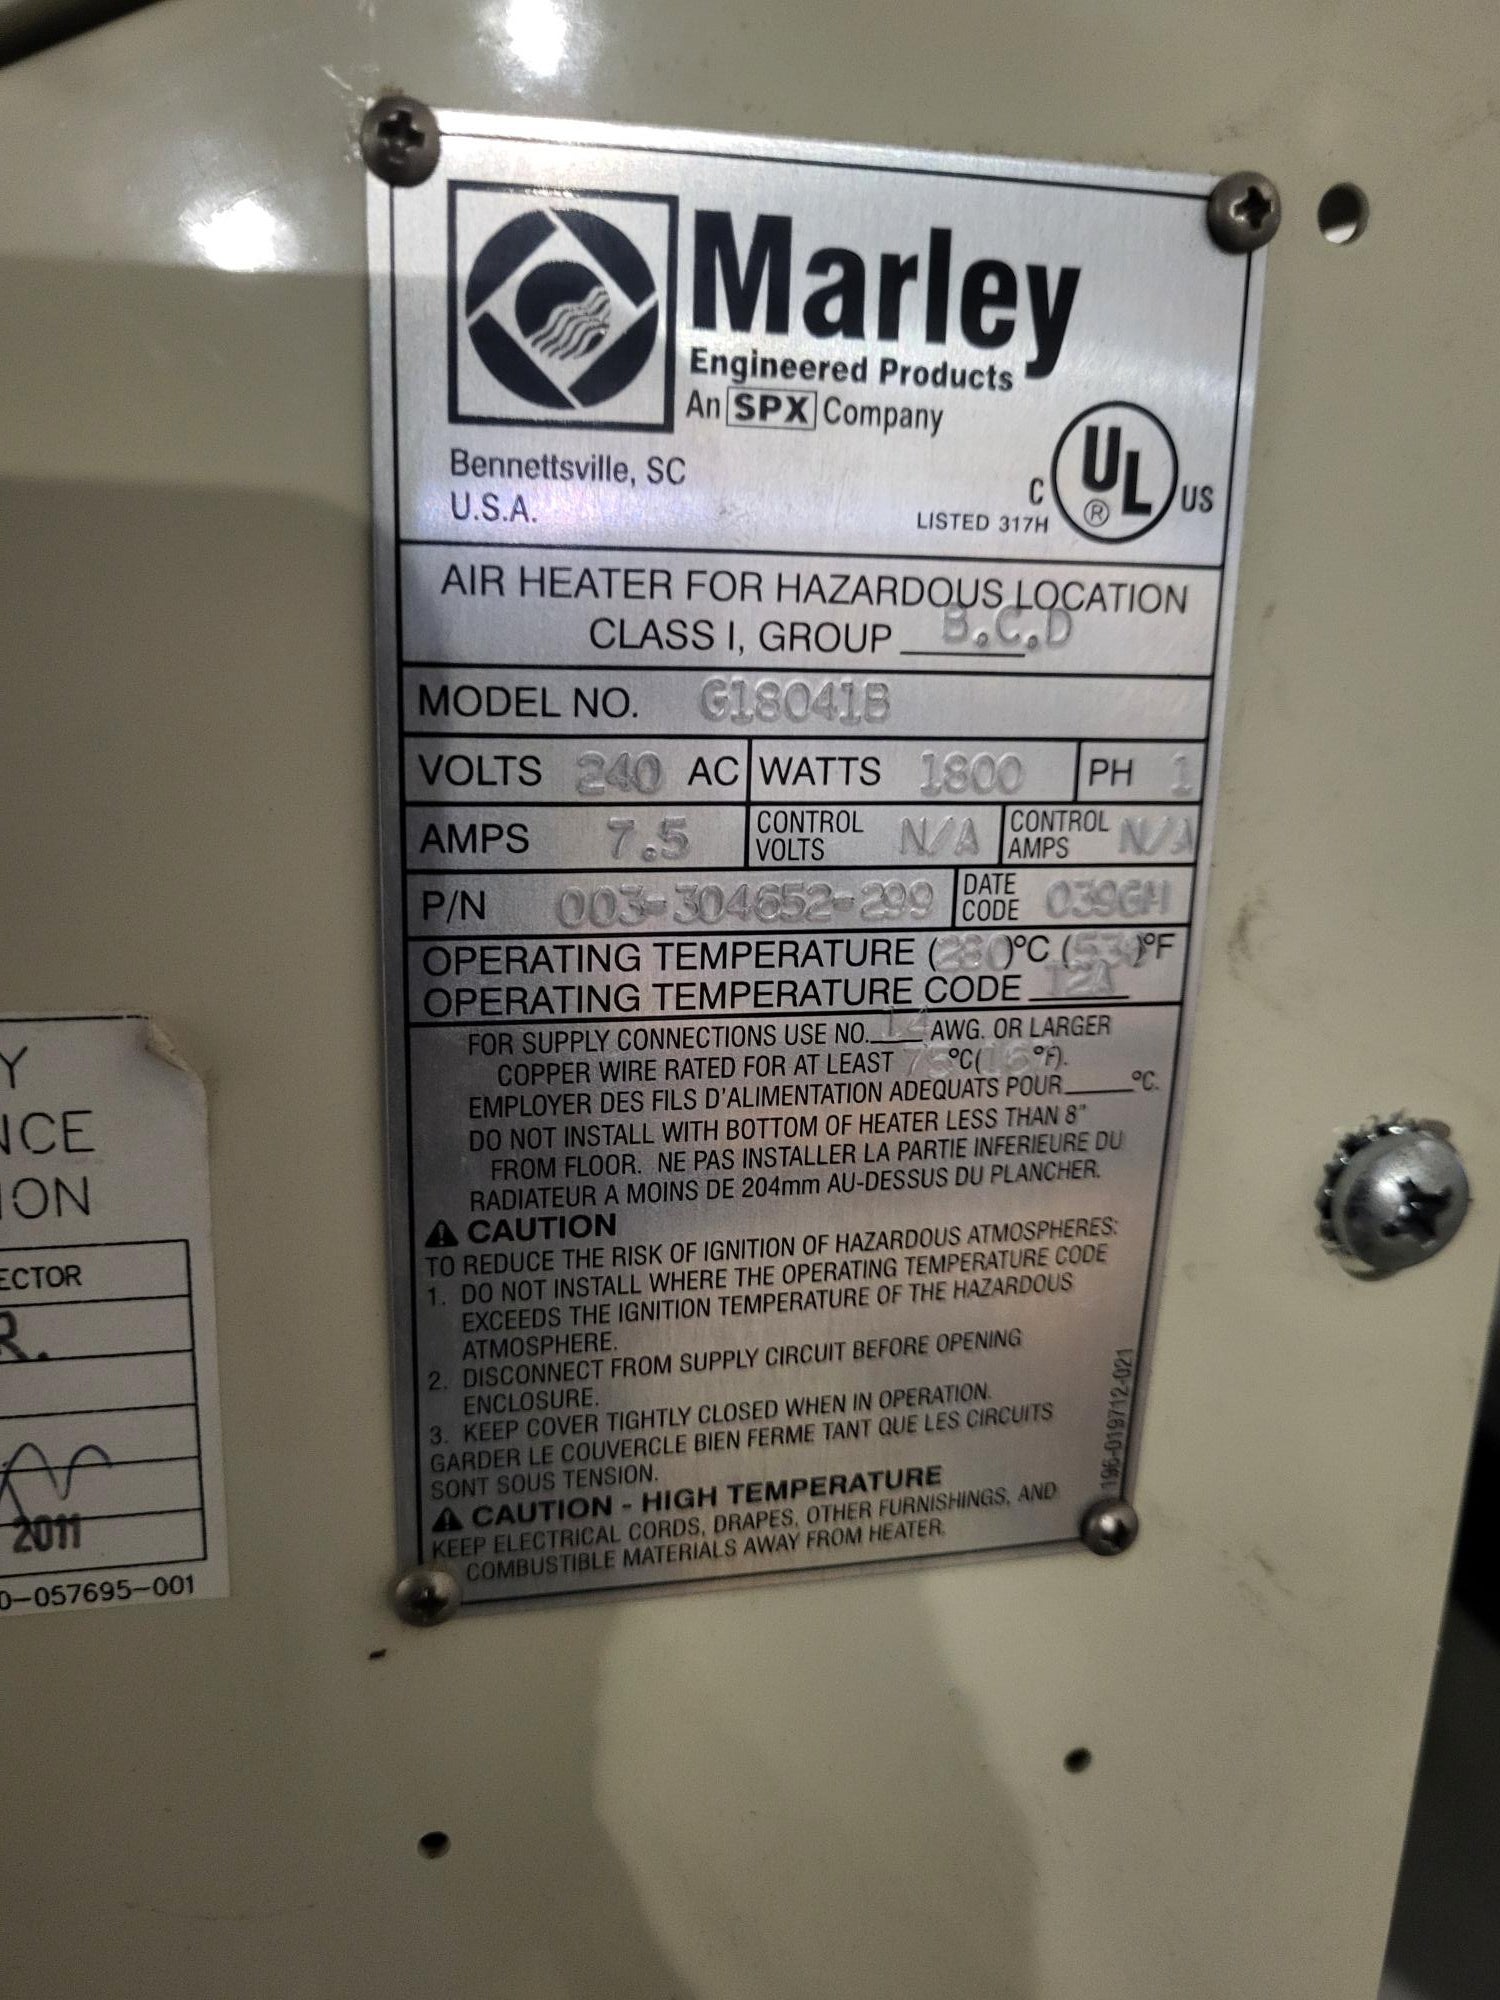 Marley
Engineered Products
An SPX Company
Bennettsville, SC
U.S.A.
C UL ® US
LISTED 317H
AIR HEATER FOR HAZARDOUS LOCATION
CLASS I, GROUP B.C.D
MODEL NO. G18041B
VOLTS 240 AC WATTS 1800 PH 1
AMPS 7.5 CONTROL VOLTS N/A CONTROL AMPS N/A
P/N 003-304652-299 DATE CODE
OPERATING TEMPERATURE ( )°C ( )°F
OPERATING TEMPERATURE CODE T2A
FOR SUPPLY CONNECTIONS USE NO. 14 AWG. OR LARGER
COPPER WIRE RATED FOR AT LEAST °C( °F).
EMPLOYER DES FILS D'ALIMENTATION ADEQUATS POUR ____°C.
DO NOT INSTALL WITH BOTTOM OF HEATER LESS THAN 8"
FROM FLOOR. NE PAS INSTALLER LA PARTIE INFERIEURE DU
RADIATEUR A MOINS DE 204mm AU-DESSUS DU PLANCHER.
⚠ CAUTION
TO REDUCE THE RISK OF IGNITION OF HAZARDOUS ATMOSPHERES:
1. DO NOT INSTALL WHERE THE OPERATING TEMPERATURE CODE
EXCEEDS THE IGNITION TEMPERATURE OF THE HAZARDOUS
ATMOSPHERE.
2. DISCONNECT FROM SUPPLY CIRCUIT BEFORE OPENING
ENCLOSURE.
3. KEEP COVER TIGHTLY CLOSED WHEN IN OPERATION.
GARDER LE COUVERCLE BIEN FERME TANT QUE LES CIRCUITS
SONT SOUS TENSION.
⚠ CAUTION - HIGH TEMPERATURE
KEEP ELECTRICAL CORDS, DRAPES, OTHER FURNISHINGS, AND
COMBUSTIBLE MATERIALS AWAY FROM HEATER.
196-019712-021
Y
NCE
ION
ECTOR
R.
2011
0-057695-001